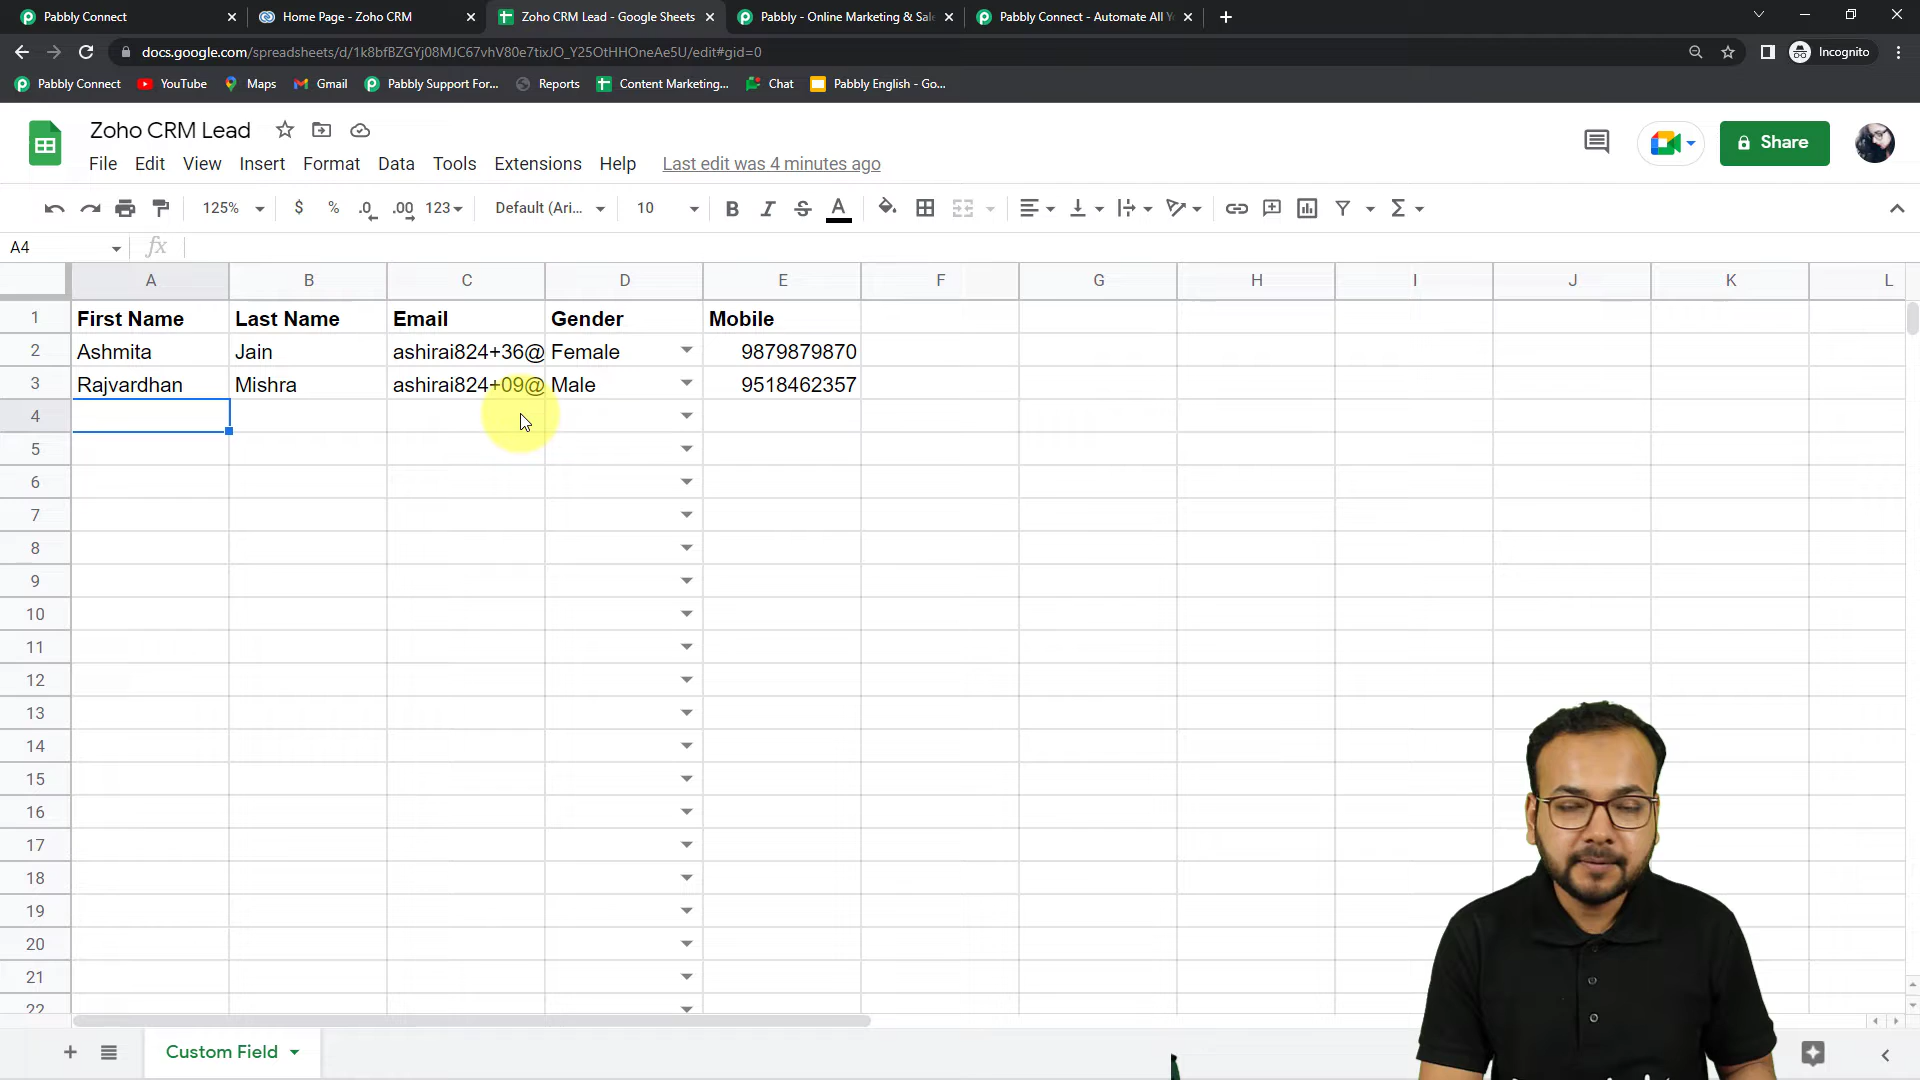 Pabbly Connect
Home Page - Zoho CRM
Zoho CRM Lead - Google Sheets
Pabbly - Online Marketing & Sal
Pabbly Connect - Automate All Y
docs.google.com/spreadsheets/d/1k8bfBZGYj08MJC67vhV80e7tixJO_Y25OtHHOneAe5U/edit#gid=0
Incognito
Pabbly Connect
YouTube
Maps
Gmail
Pabbly Support For...
Reports
Content Marketing...
Chat
Pabbly English - Go...
Zoho CRM Lead
Share
File Edit View Insert Format Data Tools Extensions Help Last edit was 4 minutes ago
125% $ % .0 .00 123 Default (Ari... 10 B I S A
A4 fx
A B C D E F G H I J K L
1 First Name Last Name Email Gender Mobile
2 Ashmita Jain ashirai824+36@ Female 9879879870
3 Rajvardhan Mishra ashirai824+09@ Male 9518462357
4
5
6
7
8
9
10
11
12
13
14
15
16
17
18
19
20
21
22
Custom Field